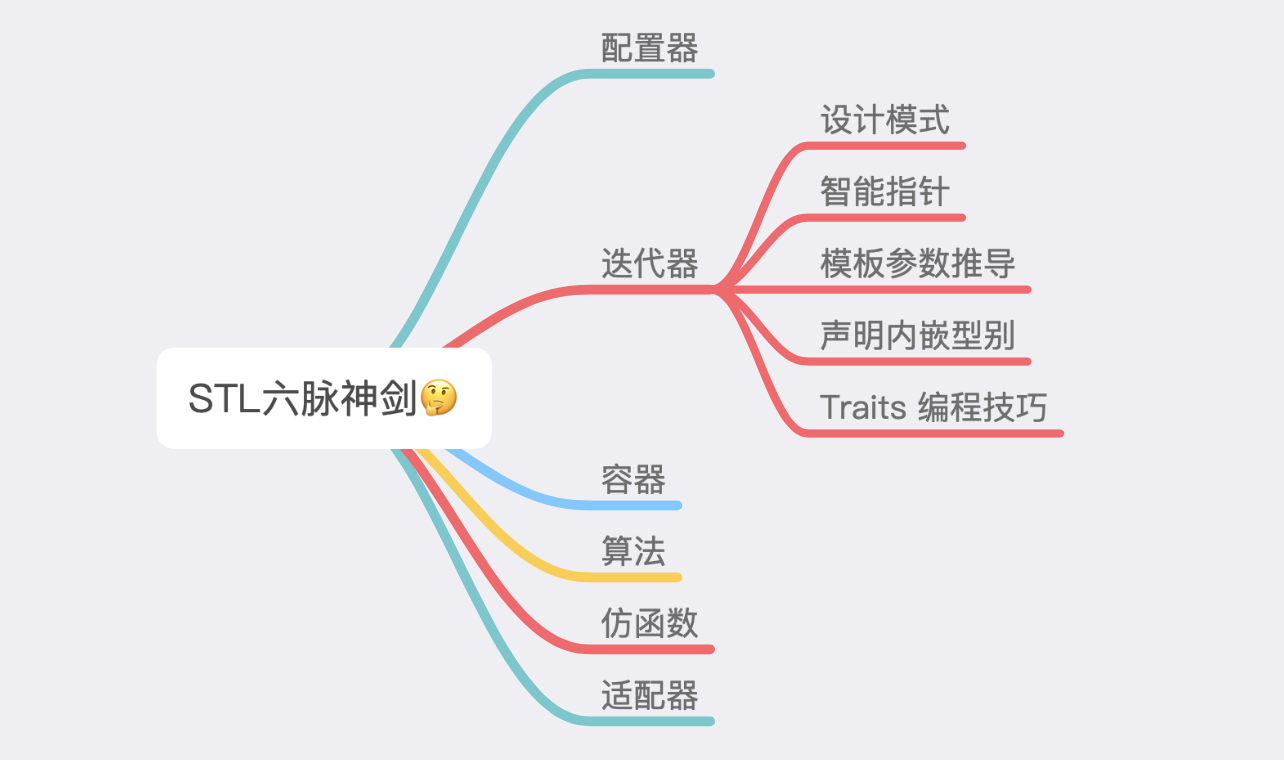 STL六脉神剑🤔
配置器
迭代器
设计模式
智能指针
模板参数推导
声明内嵌型别
Traits 编程技巧
容器
算法
仿函数
适配器